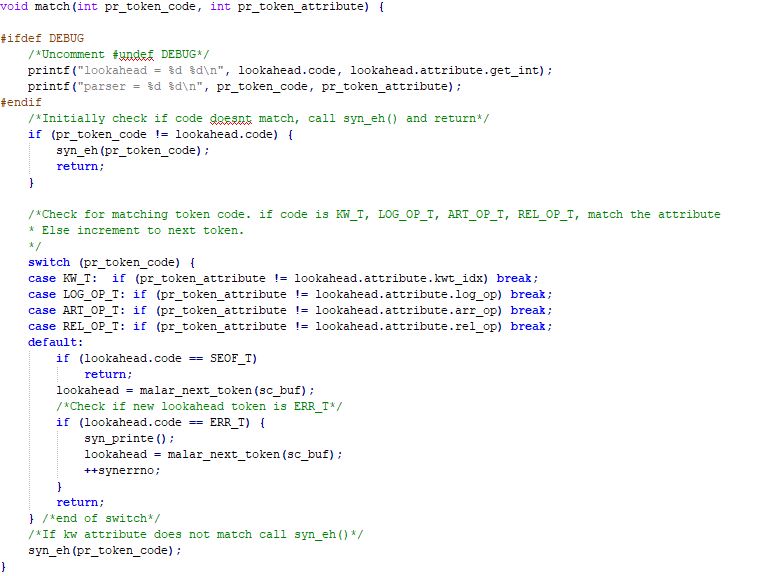 void match(int pr_token_code, int pr_token_attribute) {
#ifdef DEBUG
/*Uncomment #undef DEBUG*/
printf("lookahead = %d %d\n", lookahead.code, lookahead.attribute.get_int);
printf("parser = %d %d\n", pr_token_code, pr_token_attribute);
#endif
/*Initially check if code doesnt match, call syn_eh() and return*/
if (pr_token_code != lookahead.code) {
syn_eh(pr_token_code);
return;
}
/*Check for matching token code. if code is KW_T, LOG_OP_T, ART_OP_T, REL_OP_T, match the attribute
* Else increment to next token.
*/
switch (pr_token_code) {
case KW_T:  if (pr_token_attribute != lookahead.attribute.kwt_idx) break;
case LOG_OP_T: if (pr_token_attribute != lookahead.attribute.log_op) break;
case ART_OP_T: if (pr_token_attribute != lookahead.attribute.arr_op) break;
case REL_OP_T: if (pr_token_attribute != lookahead.attribute.rel_op) break;
default:
if (lookahead.code == SEOF_T)
return;
lookahead = malar_next_token(sc_buf);
/*Check if new lookahead token is ERR_T*/
if (lookahead.code == ERR_T) {
syn_printe();
lookahead = malar_next_token(sc_buf);
++synerrno;
}
return;
} /*end of switch*/
/*If kw attribute does not match call syn_eh()*/
syn_eh(pr_token_code);
}